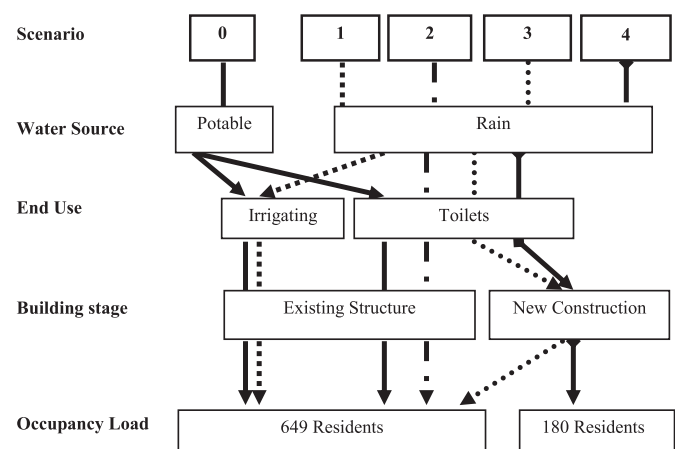 Scenario 0 1 2 3 4
Water Source Potable Rain
End Use Irrigating Toilets
Building stage Existing Structure New Construction
Occupancy Load 649 Residents 180 Residents